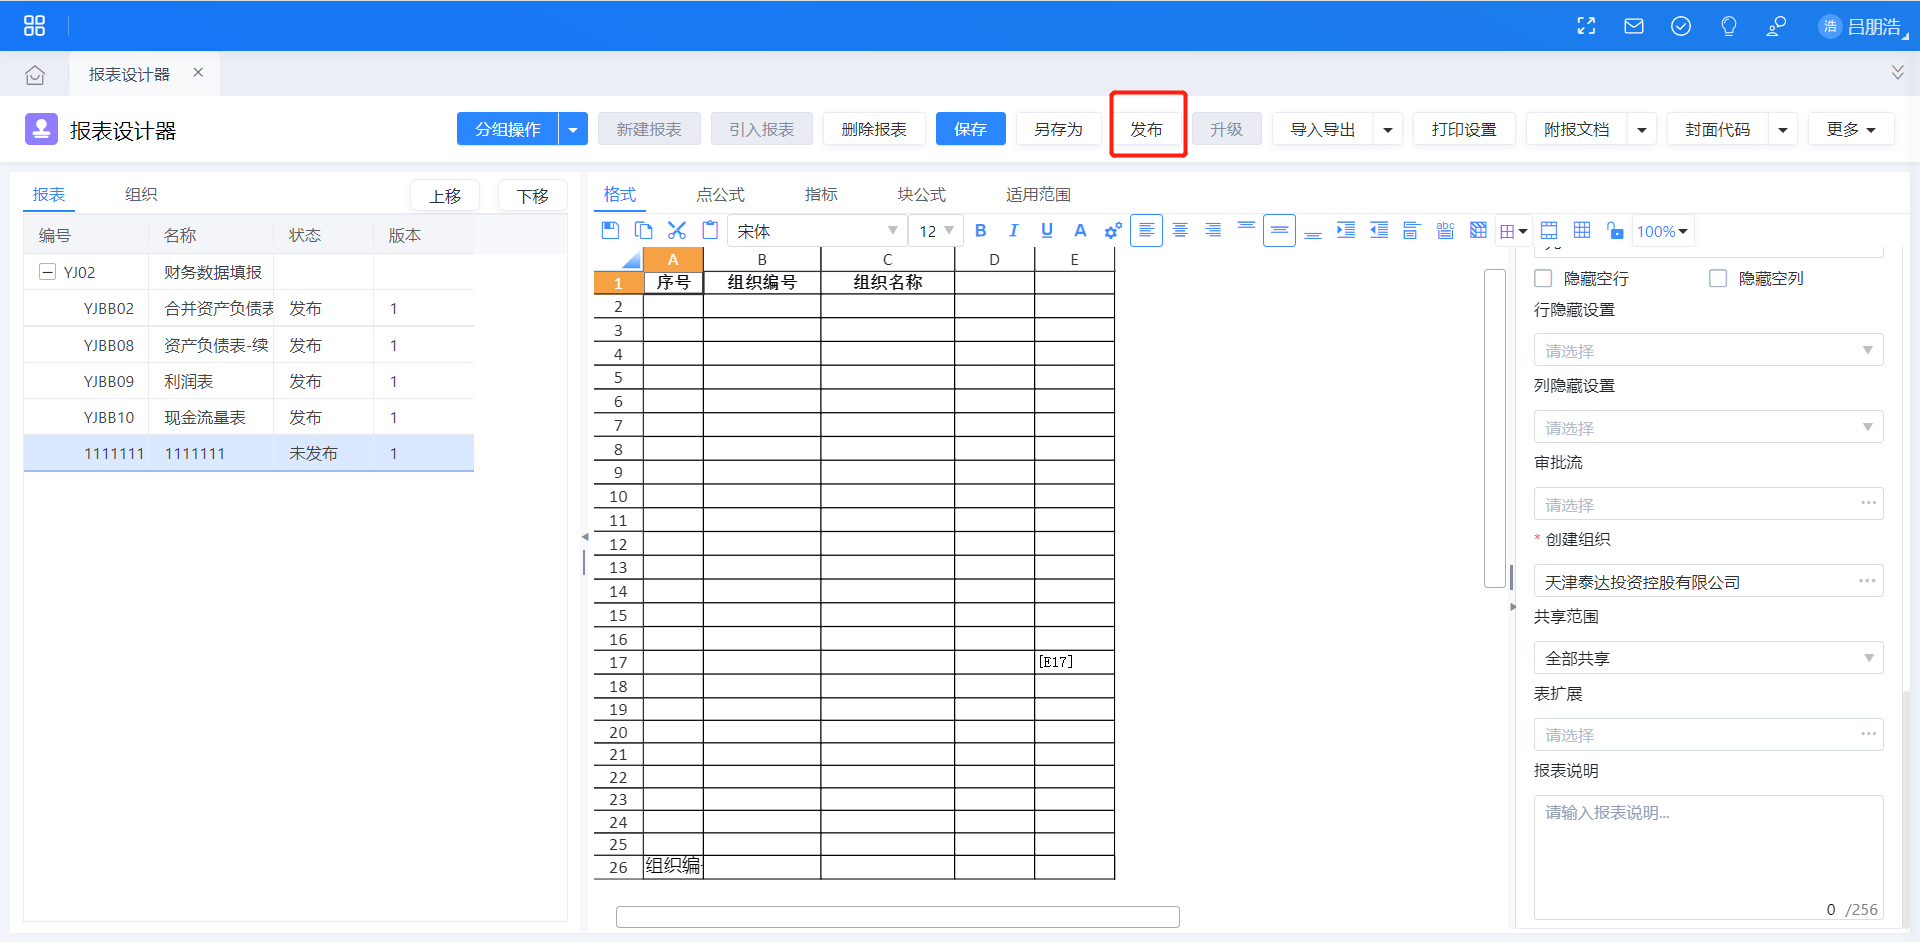 浩 吕朋浩
报表设计器
报表设计器
分组操作 新建报表 引入报表 删除报表 保存 另存为 发布 升级 导入导出 打印设置 附报文档 封面代码 更多
报表 组织 上移 下移
编号 名称 状态 版本
YJ02 财务数据填报
YJBB02 合并资产负债表 发布 1
YJBB08 资产负债表-续 发布 1
YJBB09 利润表 发布 1
YJBB10 现金流量表 发布 1
1111111 1111111 未发布 1
格式 点公式 指标 块公式 适用范围
宋体 12 B I U A abc 100%
A B C D E
1 序号 组织编号 组织名称
2
3
4
5
6
7
8
9
10
11
12
13
14
15
16
17 [E17]
18
19
20
21
22
23
24
25
26 组织编
隐藏空行 隐藏空列
行隐藏设置
请选择
列隐藏设置
请选择
审批流
请选择
* 创建组织
天津泰达投资控股有限公司
共享范围
全部共享
表扩展
请选择
报表说明
请输入报表说明...
0 /256